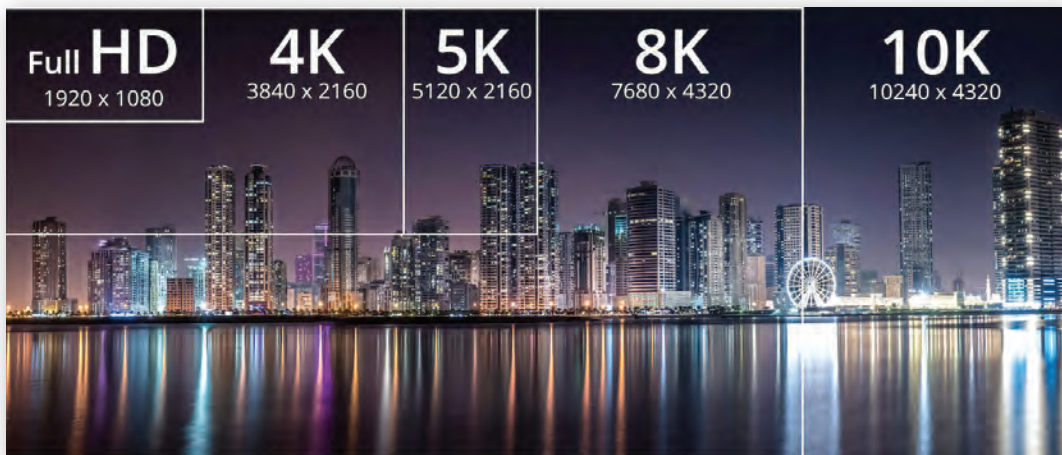 Full HD
1920 x 1080
4K
3840 x 2160
5K
5120 x 2160
8K
7680 x 4320
10K
10240 x 4320